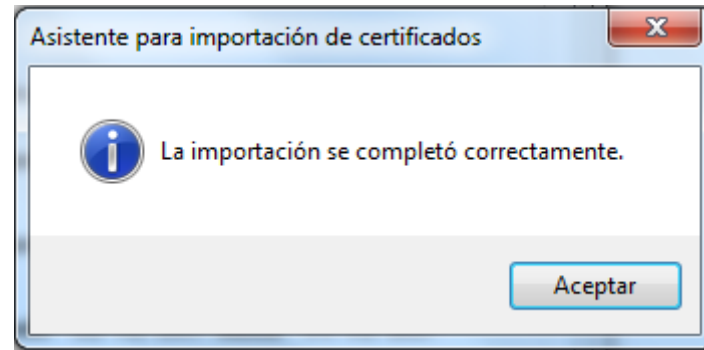 Asistente para importación de certificados
La importación se completó correctamente.
Aceptar